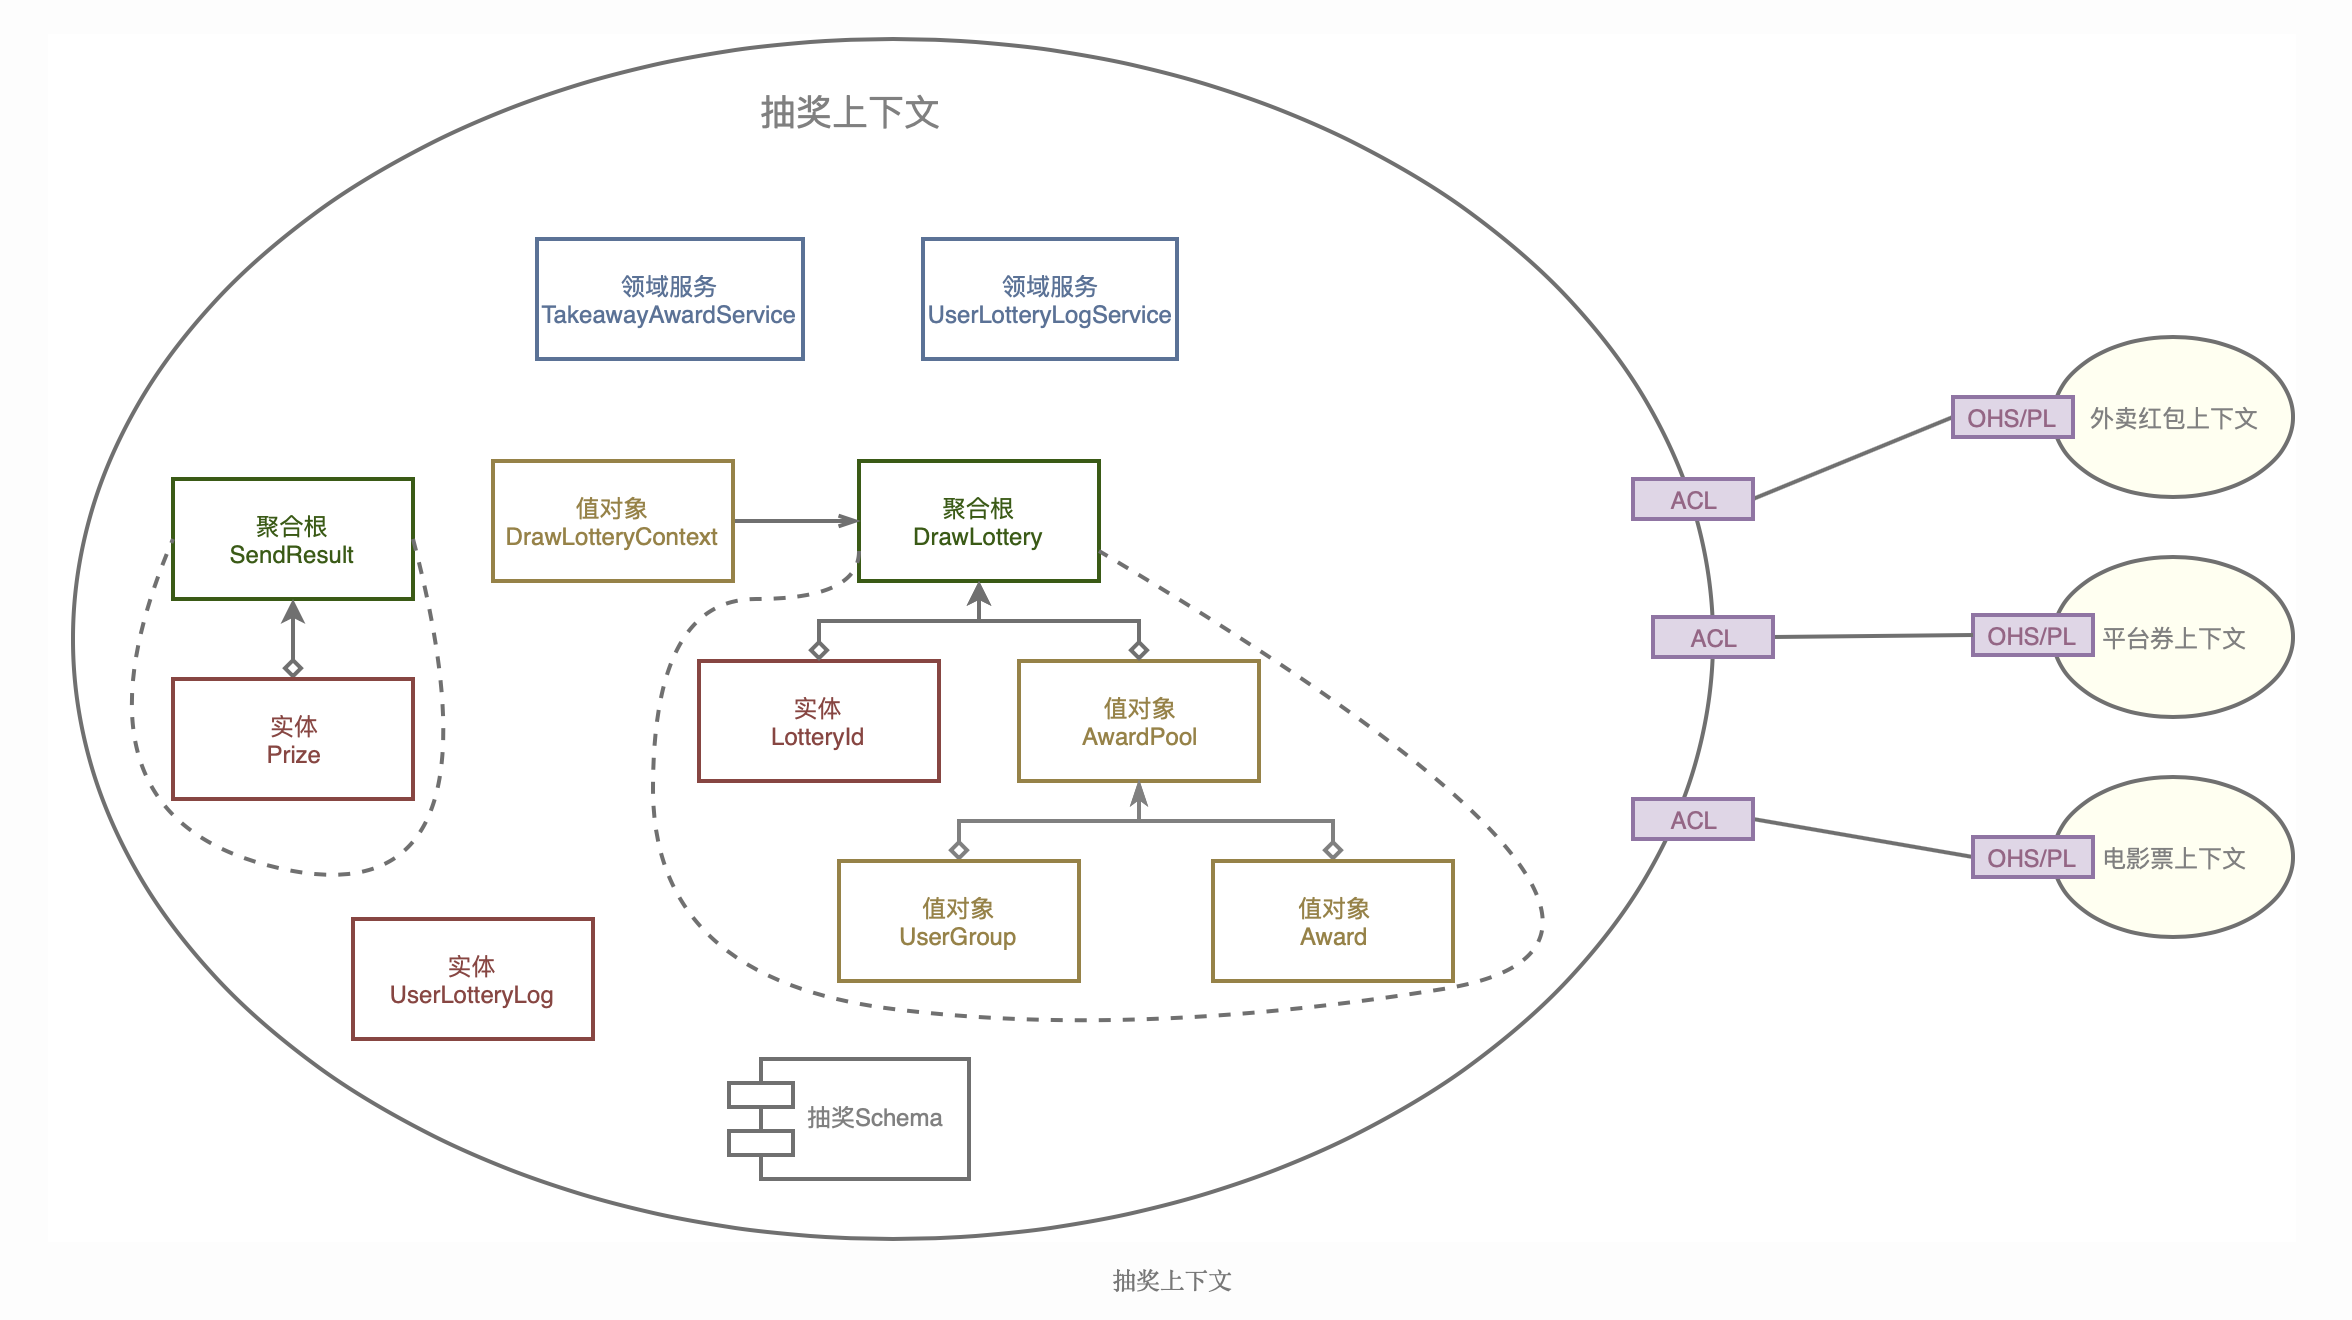 抽奖上下文
领域服务
TakeawayAwardService
领域服务
UserLotteryLogService
聚合根
SendResult
值对象
DrawLotteryContext
聚合根
DrawLottery
实体
Prize
实体
LotteryId
值对象
AwardPool
值对象
UserGroup
值对象
Award
实体
UserLotteryLog
抽奖Schema
ACL
OHS/PL
外卖红包上下文
ACL
OHS/PL
平台券上下文
ACL
OHS/PL
电影票上下文
抽奖上下文